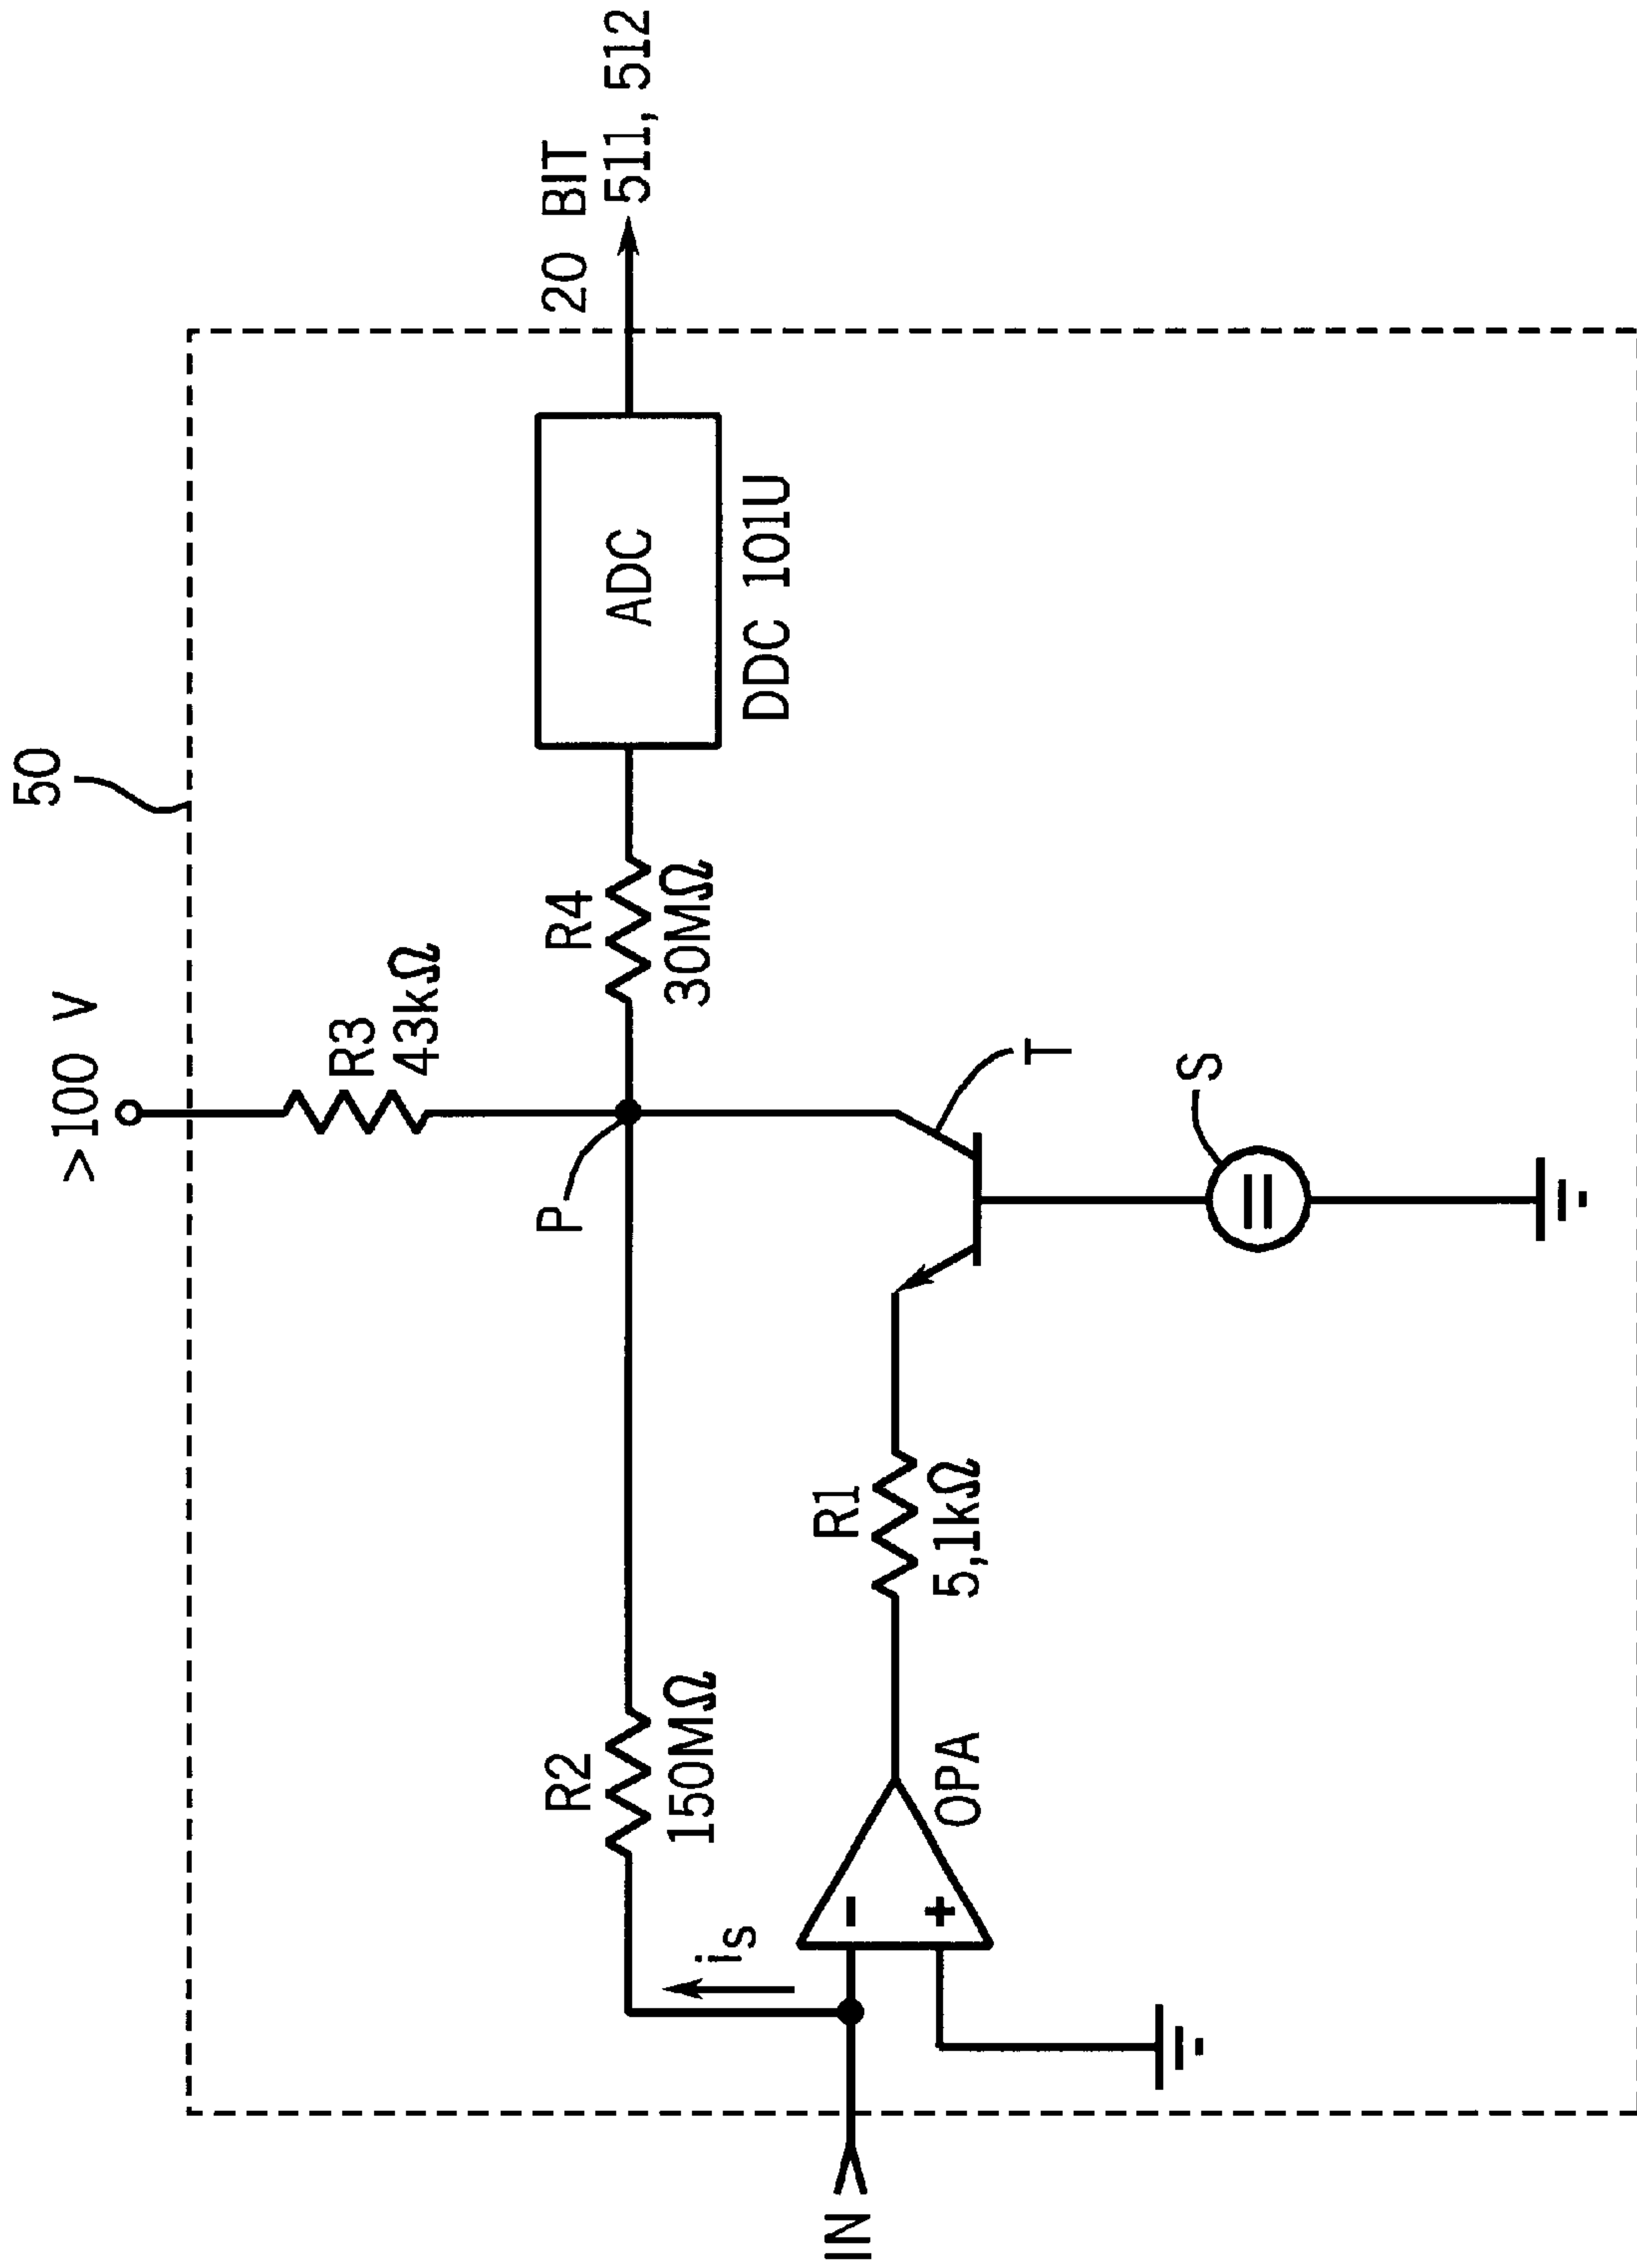 50
>100 V
R3
43kΩ
20 BIT
511, 512
P
R2
150MΩ
R4
30MΩ
ADC
DDC 101U
iS
IN
-
+
OPA
R1
5,1kΩ
T
S